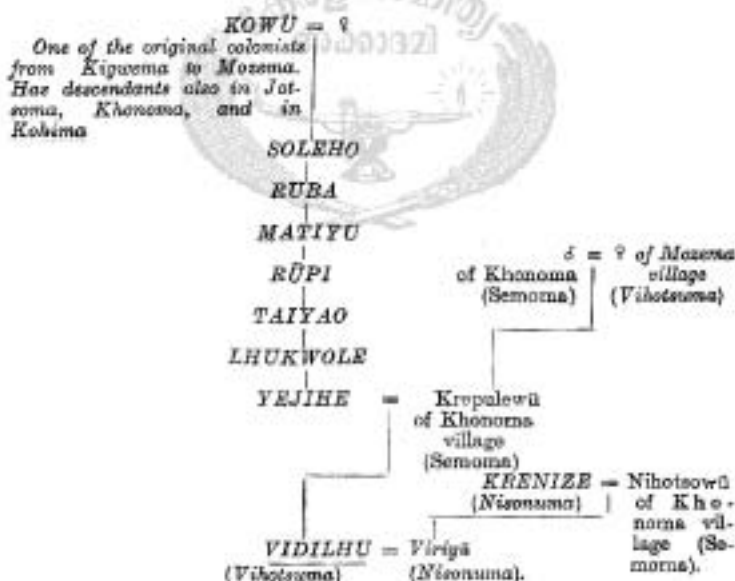 KOWŪ = ♀
One of the original colonists
from Kigwema to Mozema.
Has descendants also in Jot-
soma, Khonoma, and in
Kohima
SOLEHO
RUBA
MATIYU
RŪPI
TAIYAO
LHUKWOLE
♂ = ♀ of Mozema
of Khonoma village
(Semoma) (Vihotsuma)
YEJIHE = Krepulewü
of Khonoma
village
(Semoma)
KRENIZE = Nihotsowü
(Nisonuma) of Kho-
noma vil-
lage (Se-
moma).
VIDILHU = Viriyü
(Vihotsuma) (Nisonuma).